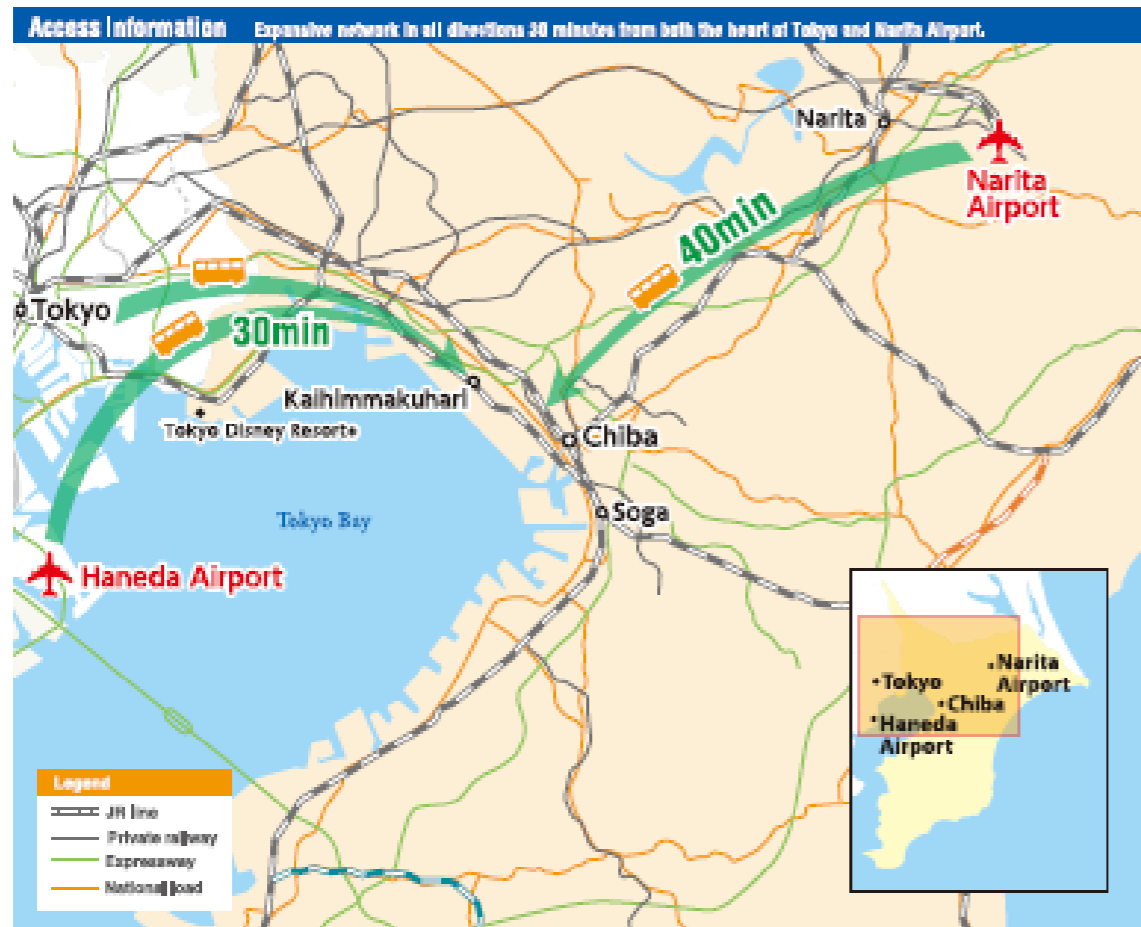 Access Information Expansive network in all directions 30 minutes from both the heart of Tokyo and Narita Airport.
Narita
Narita
Airport
40min
Tokyo
30min
Kaihimmakuhari
Tokyo Disney Resort®
Chiba
Tokyo Bay
Soga
Haneda Airport
Narita
Airport
Tokyo
Chiba
Haneda
Airport
Legend
JR line
Private railway
Expressway
National road